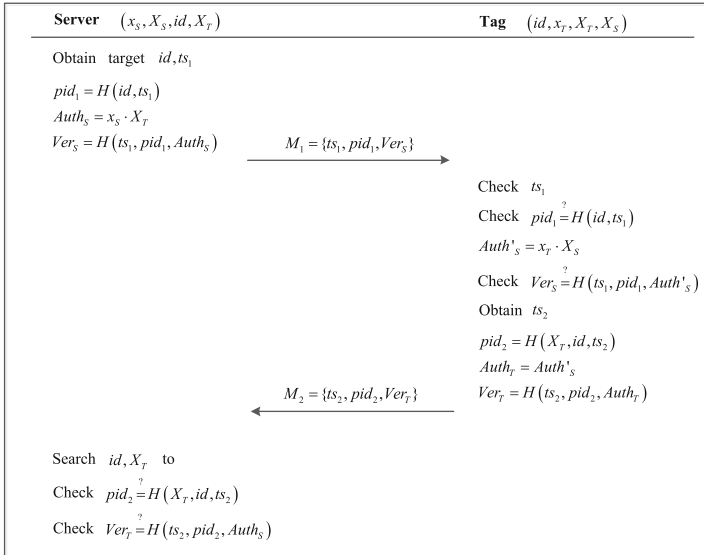 Server (x_S, X_S, id, X_T) Tag (id, x_T, X_T, X_S)
Obtain target id, ts_1
pid_1 = H(id, ts_1)
Auth_S = x_S · X_T
Ver_S = H(ts_1, pid_1, Auth_S)
M_1 = {ts_1, pid_1, Ver_S}
Check ts_1
Check pid_1 ?= H(id, ts_1)
Auth'_S = x_T · X_S
Check Ver_S ?= H(ts_1, pid_1, Auth'_S)
Obtain ts_2
pid_2 = H(X_T, id, ts_2)
Auth_T = Auth'_S
Ver_T = H(ts_2, pid_2, Auth_T)
M_2 = {ts_2, pid_2, Ver_T}
Search id, X_T to
Check pid_2 ?= H(X_T, id, ts_2)
Check Ver_T ?= H(ts_2, pid_2, Auth_S)